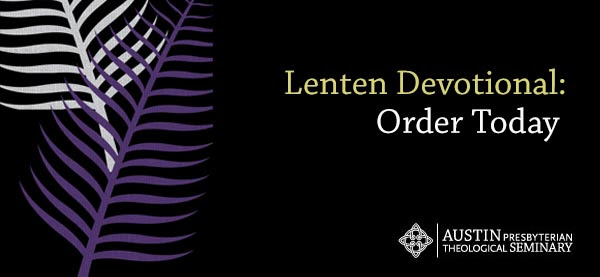 Lenten Devotional:
Order Today
AUSTIN PRESBYTERIAN
THEOLOGICAL SEMINARY